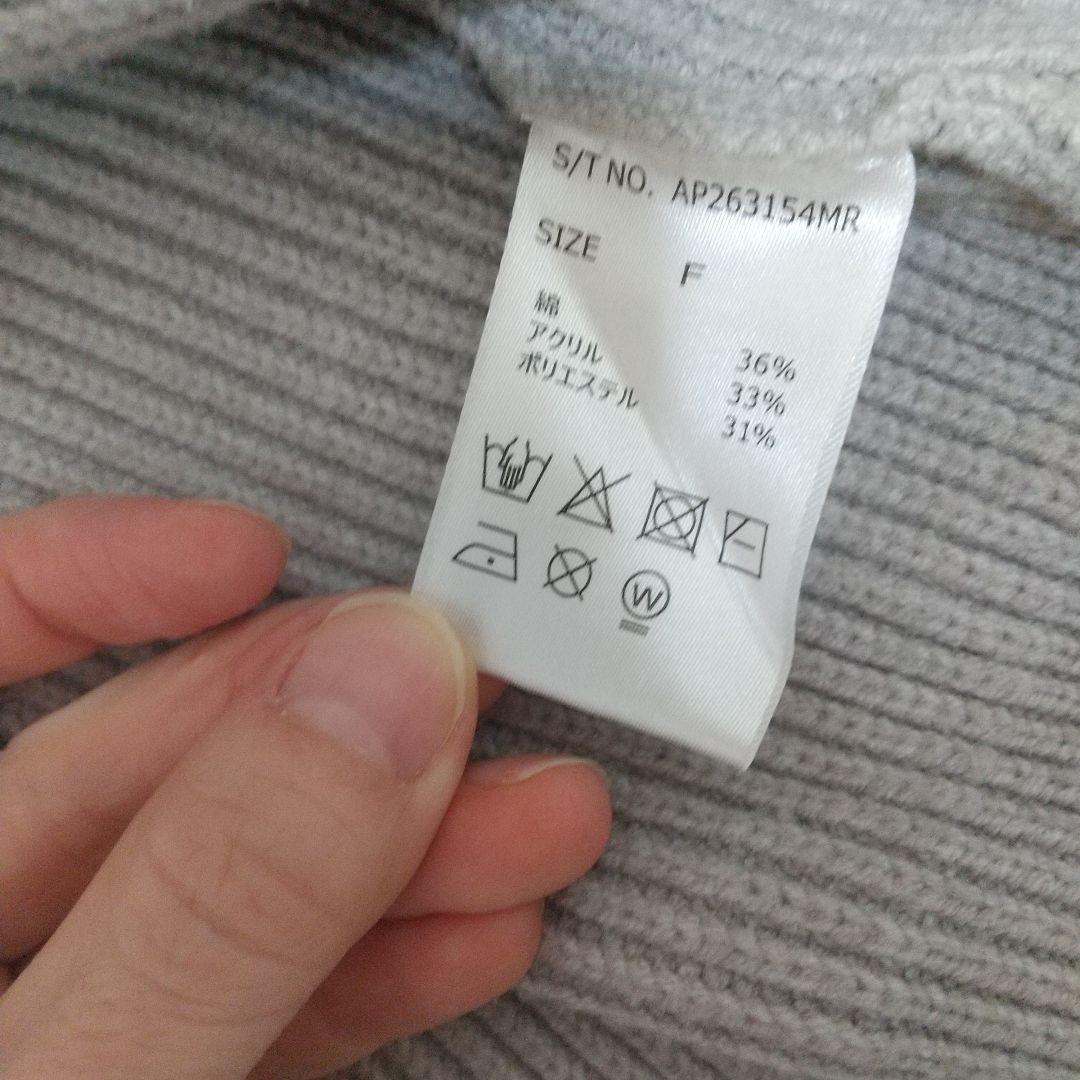 S/T NO. AP263154MR
SIZE F
綿 36%
アクリル 33%
ポリエステル 31%
W